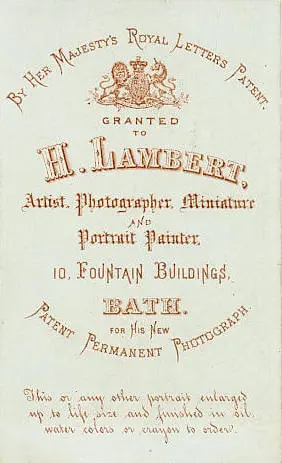 By Her Majesty's Royal Letters Patent.
GRANTED
TO
H. LAMBERT,
Artist, Photographer, Miniature
AND
Portrait Painter,
10, FOUNTAIN BUILDINGS,
BATH.
FOR His NEW
PATENT PERMANENT PHOTOGRAPH
This or any other portrait enlarged
up to life size and finished in oil
water colors or crayon to order.